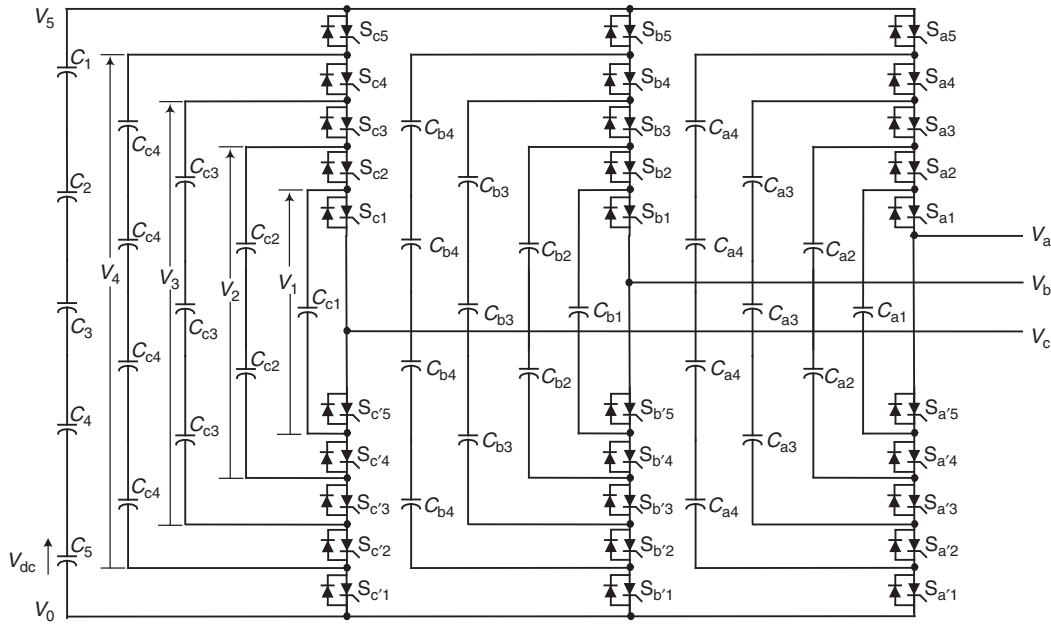 V5
C1
C2
C3
C4
C5
Vdc
V0
V4
V3
V2
V1
Cc4
Cc4
Cc4
Cc4
Cc3
Cc3
Cc3
Cc2
Cc2
Cc1
Sc5
Sc4
Sc3
Sc2
Sc1
Sc′5
Sc′4
Sc′3
Sc′2
Sc′1
Cb4
Cb4
Cb4
Cb4
Cb3
Cb3
Cb3
Cb2
Cb2
Cb1
Sb5
Sb4
Sb3
Sb2
Sb1
Sb′5
Sb′4
Sb′3
Sb′2
Sb′1
Ca4
Ca4
Ca4
Ca4
Ca3
Ca3
Ca3
Ca2
Ca2
Ca1
Sa5
Sa4
Sa3
Sa2
Sa1
Sa′5
Sa′4
Sa′3
Sa′2
Sa′1
Va
Vb
Vc